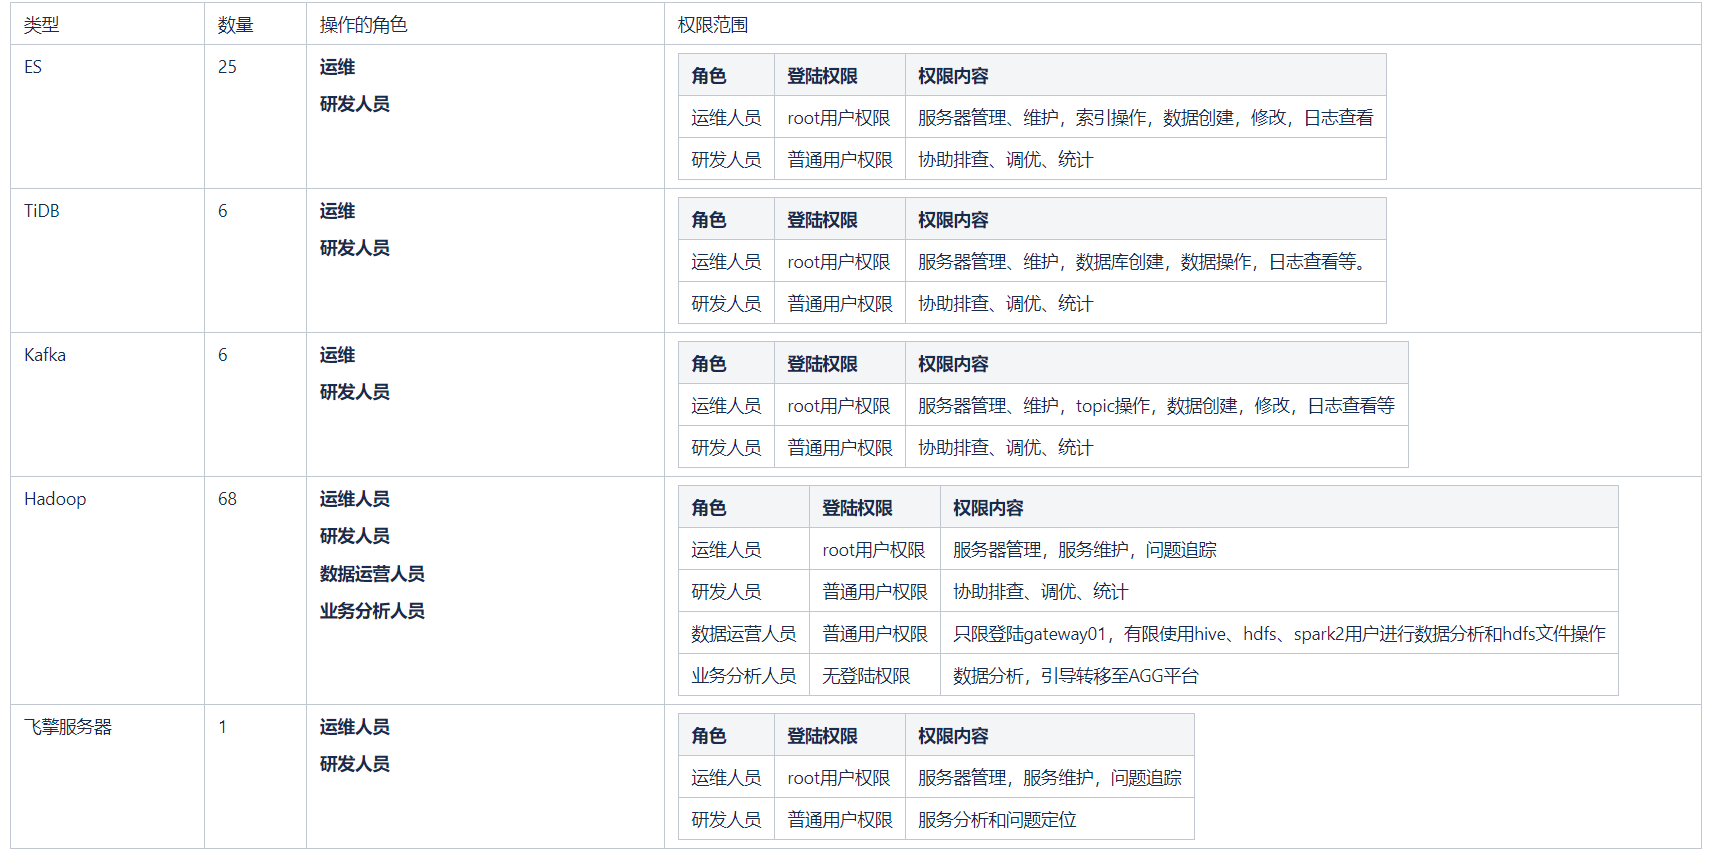 类型 数量 操作的角色 权限范围
ES 25 运维
研发人员
角色 登陆权限 权限内容
运维人员 root用户权限 服务器管理、维护，索引操作，数据创建，修改，日志查看
研发人员 普通用户权限 协助排查、调优、统计
TiDB 6 运维
研发人员
角色 登陆权限 权限内容
运维人员 root用户权限 服务器管理、维护，数据库创建，数据操作，日志查看等。
研发人员 普通用户权限 协助排查、调优、统计
Kafka 6 运维
研发人员
角色 登陆权限 权限内容
运维人员 root用户权限 服务器管理、维护，topic操作，数据创建，修改，日志查看等
研发人员 普通用户权限 协助排查、调优、统计
Hadoop 68 运维人员
研发人员
数据运营人员
业务分析人员
角色 登陆权限 权限内容
运维人员 root用户权限 服务器管理，服务维护，问题追踪
研发人员 普通用户权限 协助排查、调优、统计
数据运营人员 普通用户权限 只限登陆gateway01，有限使用hive、hdfs、spark2用户进行数据分析和hdfs文件操作
业务分析人员 无登陆权限 数据分析，引导转移至AGG平台
飞擎服务器 1 运维人员
研发人员
角色 登陆权限 权限内容
运维人员 root用户权限 服务器管理，服务维护，问题追踪
研发人员 普通用户权限 服务分析和问题定位